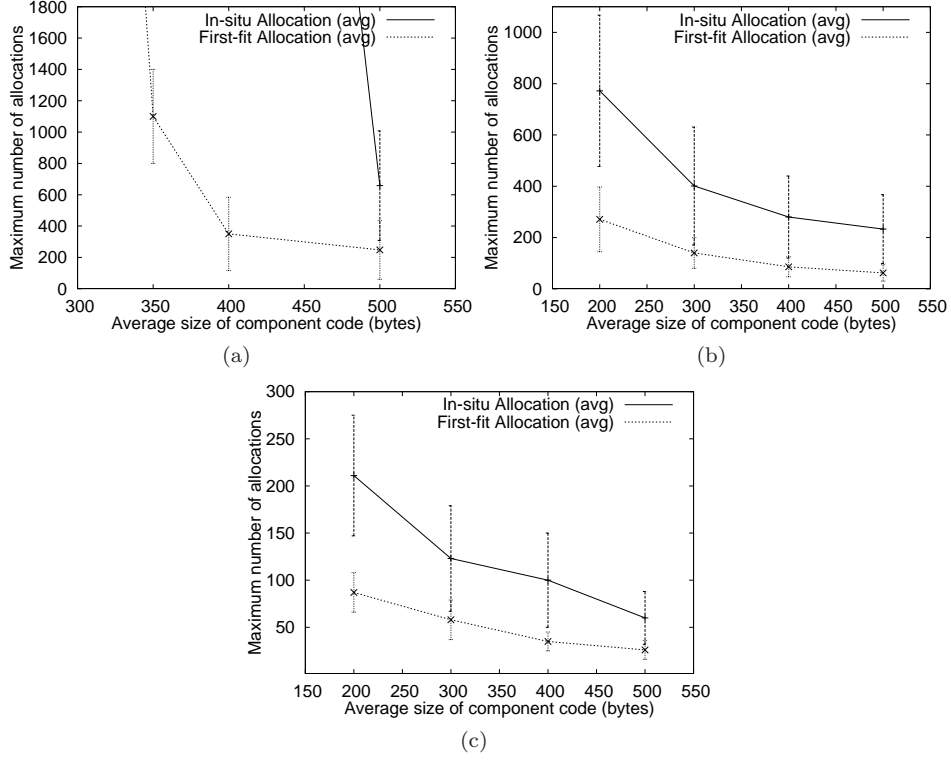 In-situ Allocation (avg)
First-fit Allocation (avg)
Maximum number of allocations
1800
1600
1400
1200
1000
800
600
400
200
0
300 350 400 450 500 550
Average size of component code (bytes)
(a)
In-situ Allocation (avg)
First-fit Allocation (avg)
Maximum number of allocations
1000
800
600
400
200
0
150 200 250 300 350 400 450 500 550
Average size of component code (bytes)
(b)
In-situ Allocation (avg)
First-fit Allocation (avg)
Maximum number of allocations
300
250
200
150
100
50
150 200 250 300 350 400 450 500 550
Average size of component code (bytes)
(c)